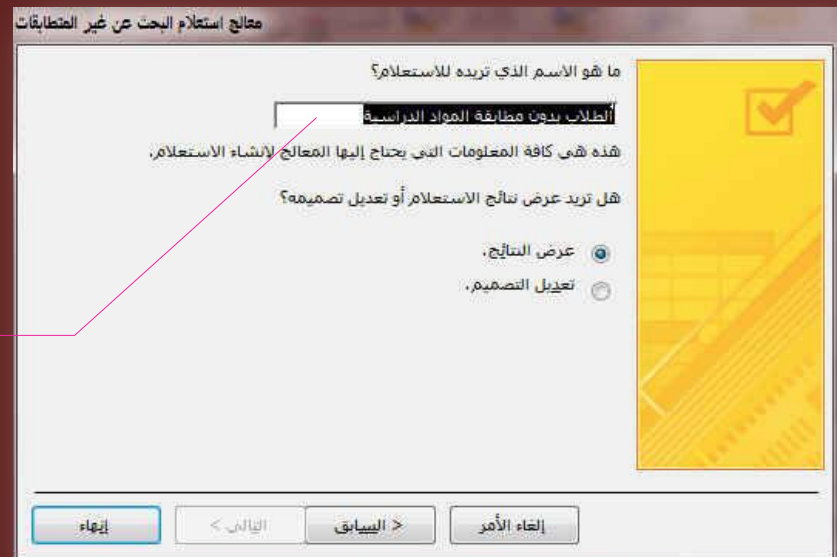 معالج استعلام البحث عن غير المتطابقات
ما هو الاسم الذي تريده للاستعلام؟
الطلاب بدون مطابقة المواد الدراسية
هذه هي كافة المعلومات التي يحتاج إليها المعالج لإنشاء الاستعلام.
هل تريد عرض نتائج الاستعلام أو تعديل تصميمه؟
عرض النتائج.
تعديل التصميم.
إلغاء الأمر < السابق التالي > إنهاء